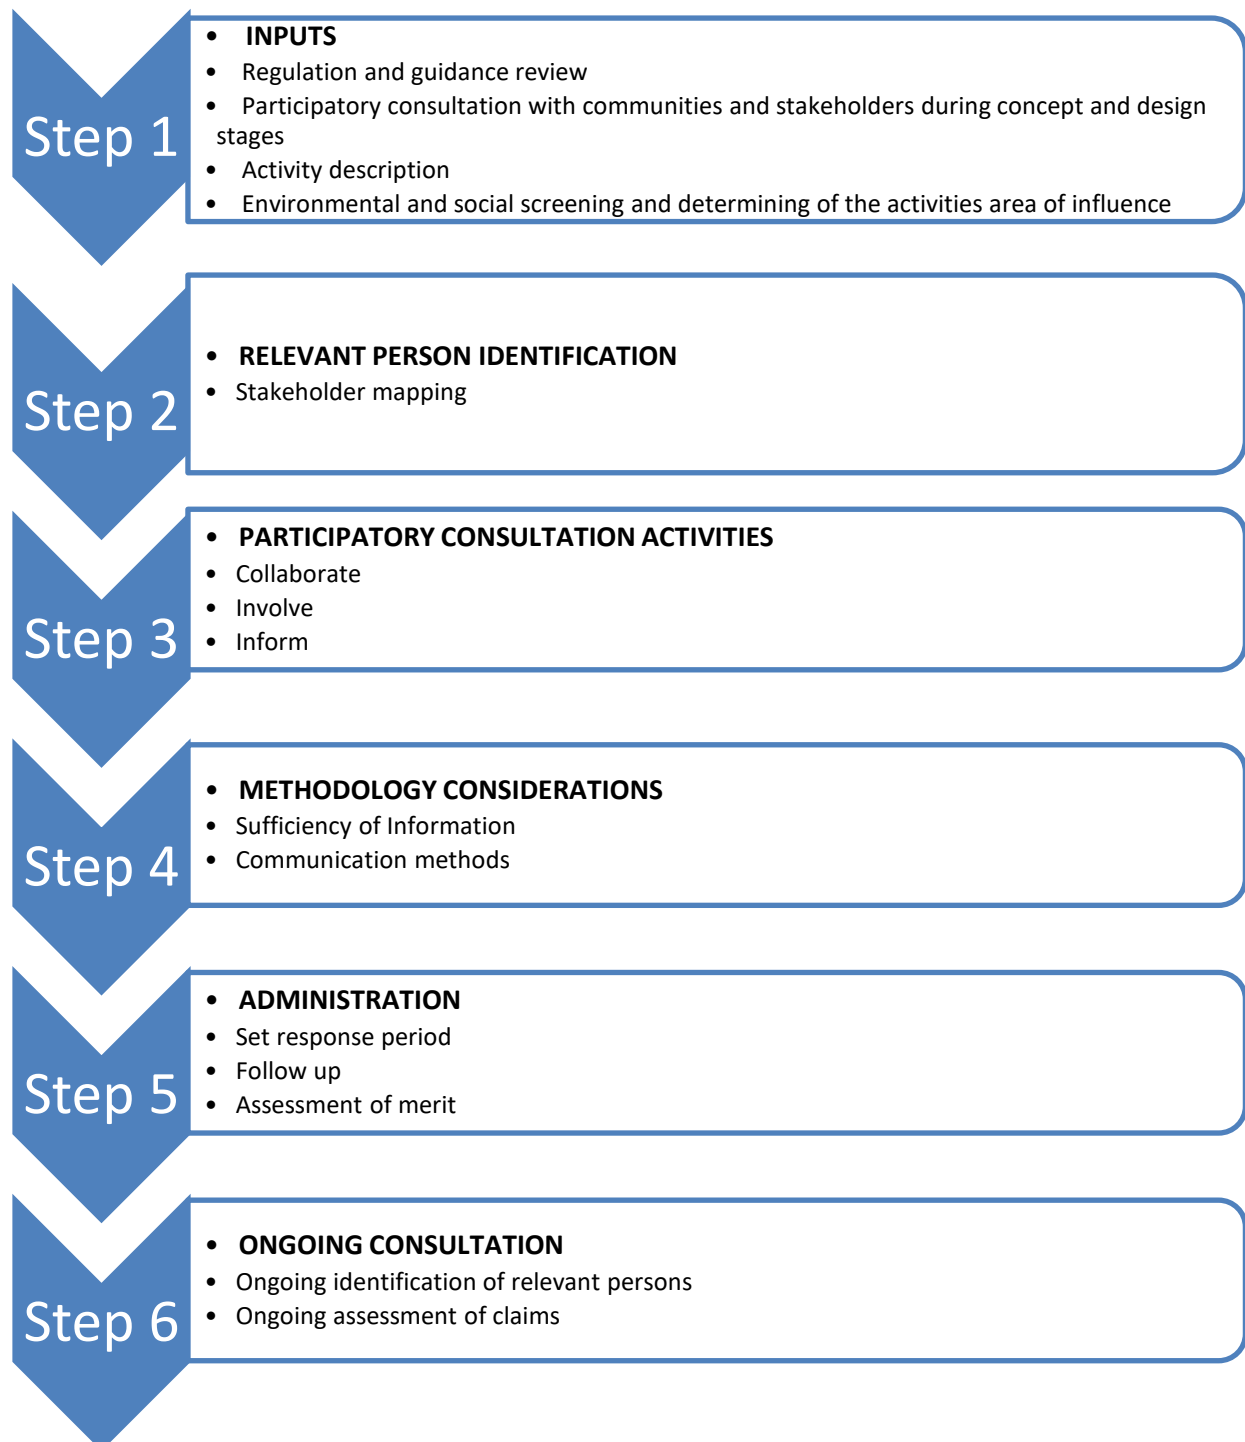 Step 1
• INPUTS
• Regulation and guidance review
• Participatory consultation with communities and stakeholders during concept and design
stages
• Activity description
• Environmental and social screening and determining of the activities area of influence
Step 2
• RELEVANT PERSON IDENTIFICATION
• Stakeholder mapping
Step 3
• PARTICIPATORY CONSULTATION ACTIVITIES
• Collaborate
• Involve
• Inform
Step 4
• METHODOLOGY CONSIDERATIONS
• Sufficiency of Information
• Communication methods
Step 5
• ADMINISTRATION
• Set response period
• Follow up
• Assessment of merit
Step 6
• ONGOING CONSULTATION
• Ongoing identification of relevant persons
• Ongoing assessment of claims